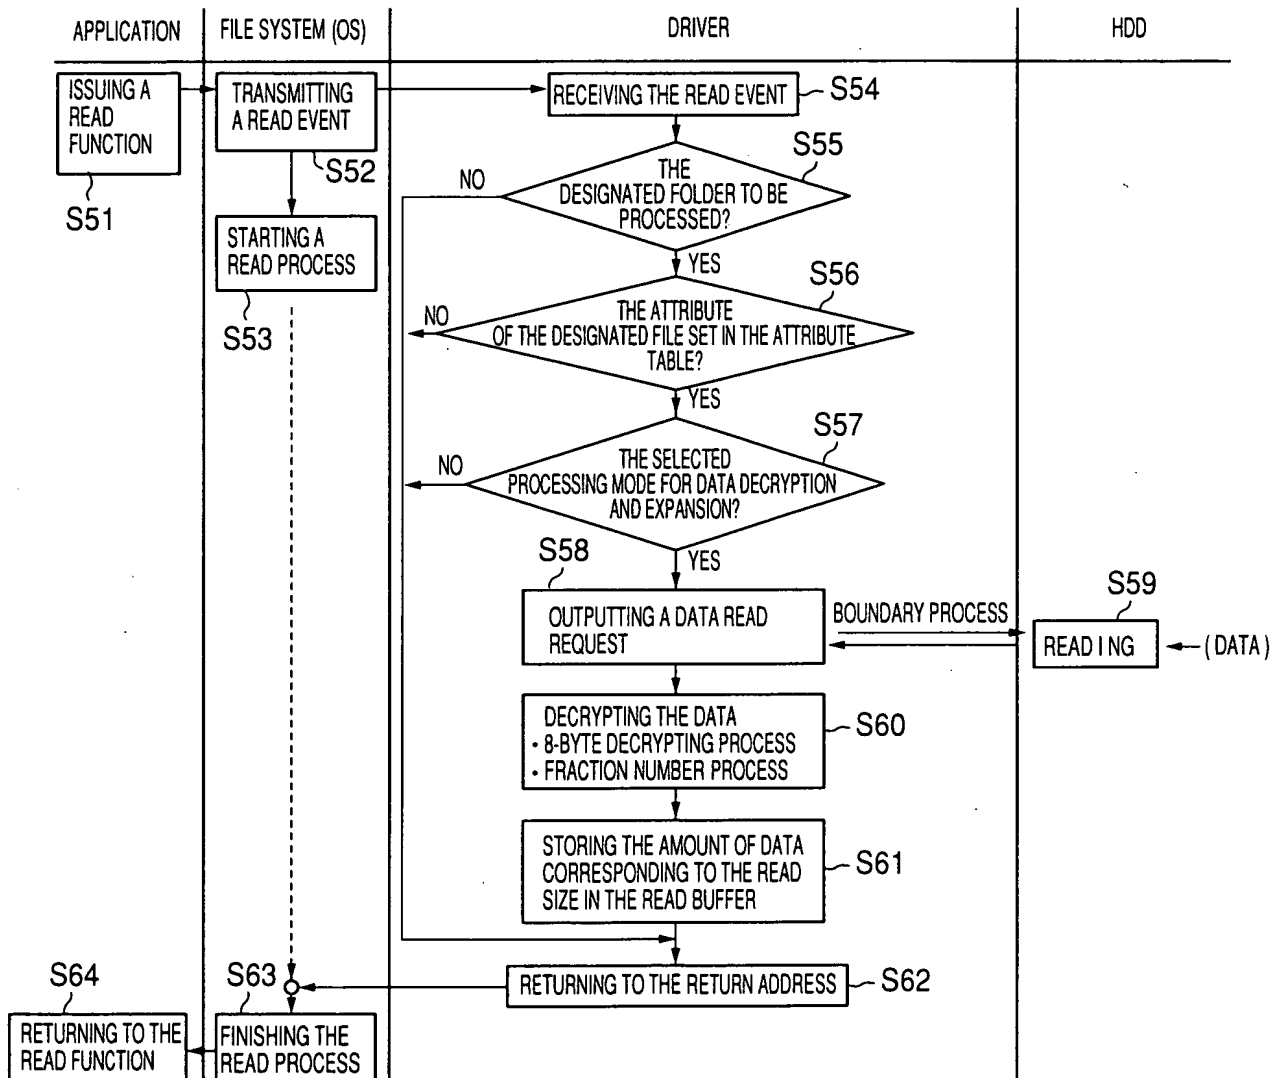 APPLICATION
FILE SYSTEM (OS)
DRIVER
HDD
ISSUING A
READ
FUNCTION
S51
TRANSMITTING
A READ EVENT
S52
STARTING A
READ PROCESS
S53
RECEIVING THE READ EVENT
S54
S55
THE
DESIGNATED FOLDER TO BE
PROCESSED?
NO
YES
S56
THE ATTRIBUTE
OF THE DESIGNATED FILE SET IN THE ATTRIBUTE
TABLE?
NO
YES
S57
THE SELECTED
PROCESSING MODE FOR DATA DECRYPTION
AND EXPANSION?
NO
YES
S58
OUTPUTTING A DATA READ
REQUEST
BOUNDARY PROCESS
S59
READING
(DATA)
DECRYPTING THE DATA
• 8-BYTE DECRYPTING PROCESS
• FRACTION NUMBER PROCESS
S60
STORING THE AMOUNT OF DATA
CORRESPONDING TO THE READ
SIZE IN THE READ BUFFER
S61
RETURNING TO THE RETURN ADDRESS
S62
S63
FINISHING THE
READ PROCESS
S64
RETURNING TO THE
READ FUNCTION